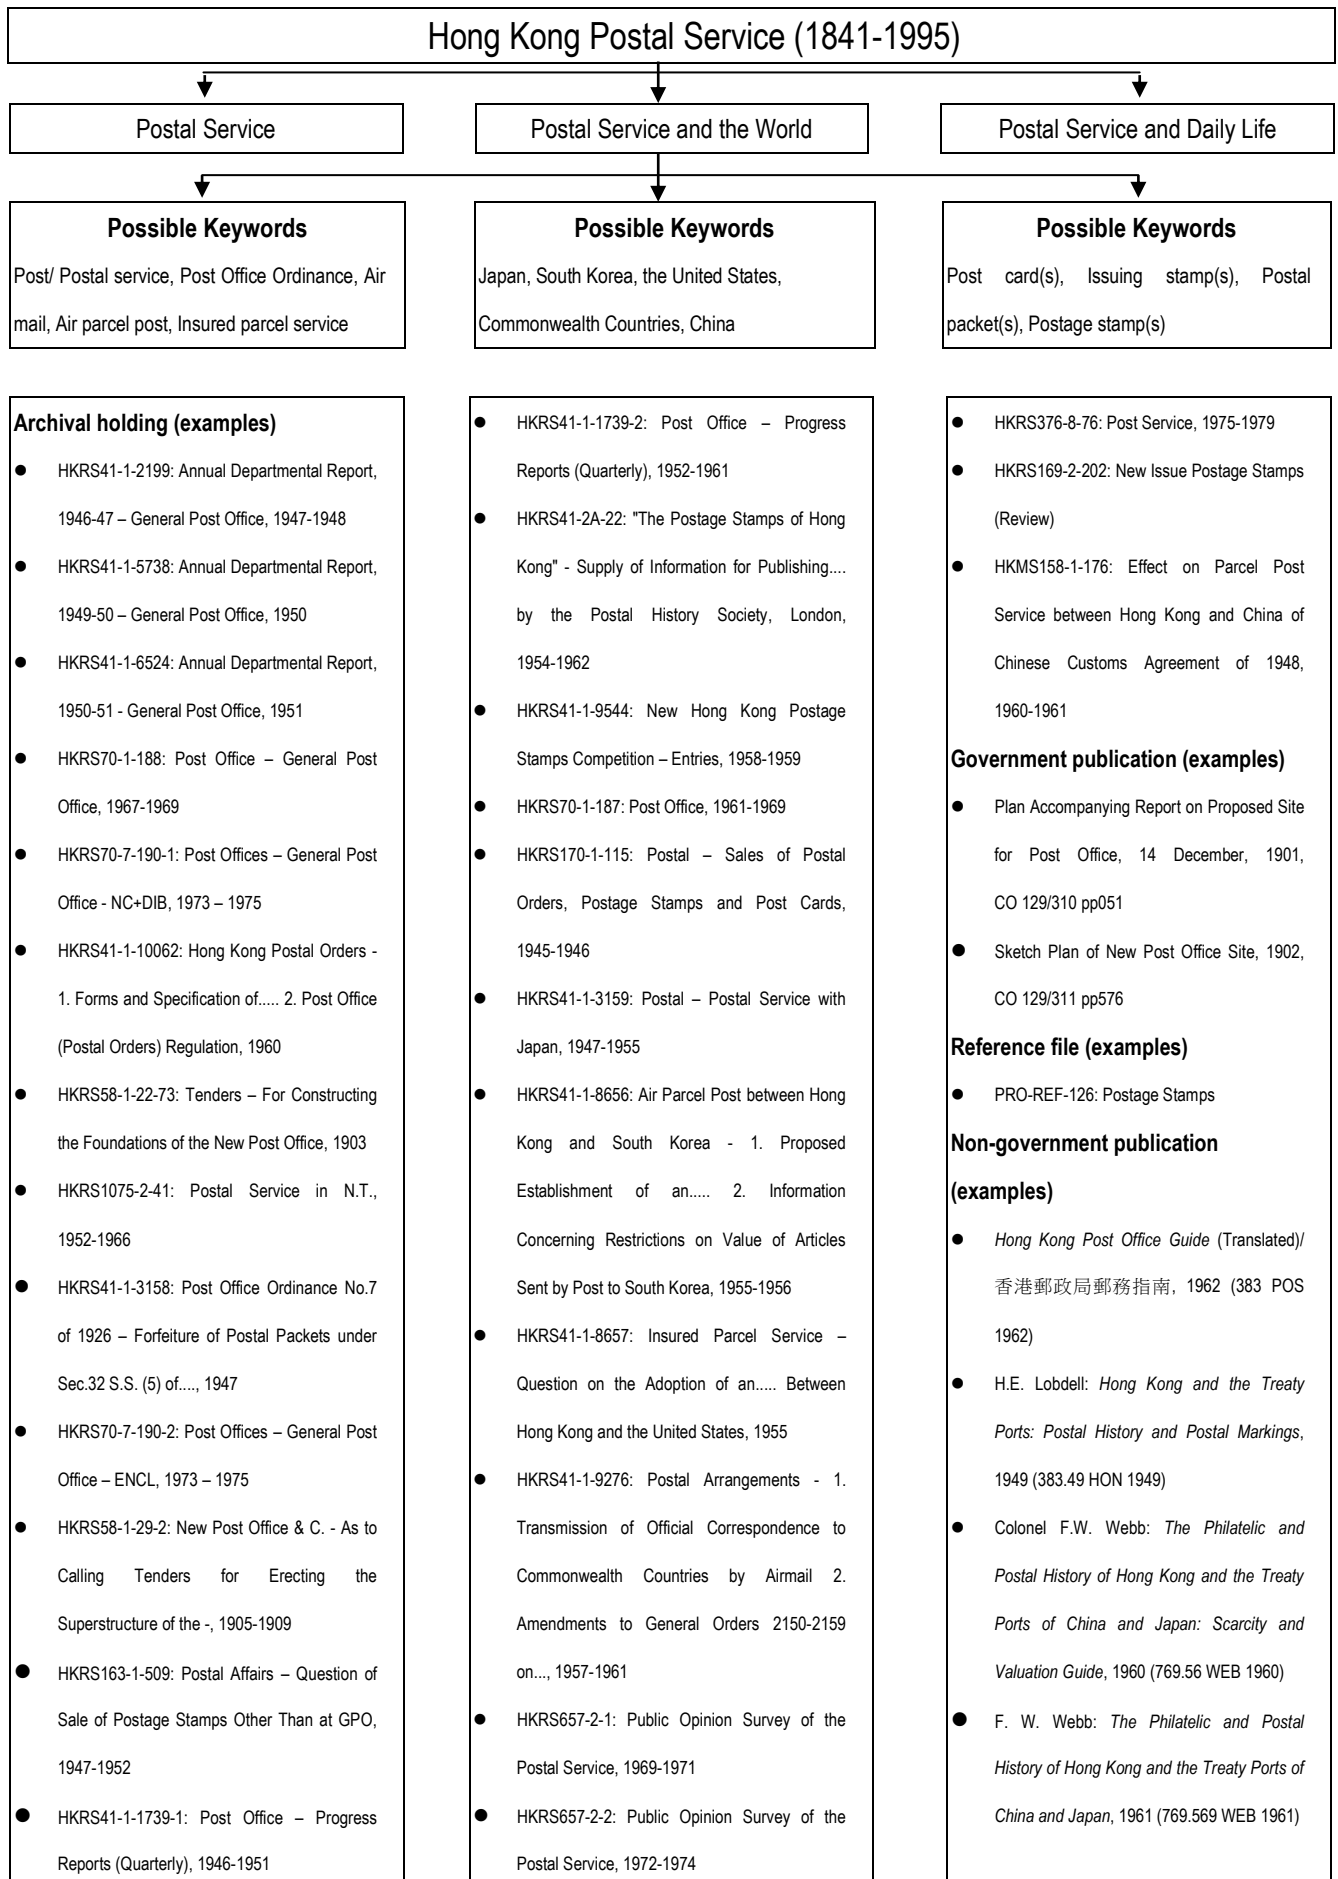 Hong Kong Postal Service (1841-1995)
Postal Service
Postal Service and the World
Postal Service and Daily Life
Possible Keywords
Post/ Postal service, Post Office Ordinance, Air
mail, Air parcel post, Insured parcel service
Possible Keywords
Japan, South Korea, the United States,
Commonwealth Countries, China
Possible Keywords
Post card(s), Issuing stamp(s), Postal
packet(s), Postage stamp(s)
Archival holding (examples)
● HKRS41-1-2199: Annual Departmental Report,
1946-47 – General Post Office, 1947-1948
● HKRS41-1-5738: Annual Departmental Report,
1949-50 – General Post Office, 1950
● HKRS41-1-6524: Annual Departmental Report,
1950-51 - General Post Office, 1951
● HKRS70-1-188: Post Office – General Post
Office, 1967-1969
● HKRS70-7-190-1: Post Offices – General Post
Office - NC+DIB, 1973 – 1975
● HKRS41-1-10062: Hong Kong Postal Orders -
1. Forms and Specification of..... 2. Post Office
(Postal Orders) Regulation, 1960
● HKRS58-1-22-73: Tenders – For Constructing
the Foundations of the New Post Office, 1903
● HKRS1075-2-41: Postal Service in N.T.,
1952-1966
● HKRS41-1-3158: Post Office Ordinance No.7
of 1926 – Forfeiture of Postal Packets under
Sec.32 S.S. (5) of...., 1947
● HKRS70-7-190-2: Post Offices – General Post
Office – ENCL, 1973 – 1975
● HKRS58-1-29-2: New Post Office & C. - As to
Calling Tenders for Erecting the
Superstructure of the -, 1905-1909
● HKRS163-1-509: Postal Affairs – Question of
Sale of Postage Stamps Other Than at GPO,
1947-1952
● HKRS41-1-1739-1: Post Office – Progress
Reports (Quarterly), 1946-1951
● HKRS41-1-1739-2: Post Office – Progress
Reports (Quarterly), 1952-1961
● HKRS41-2A-22: "The Postage Stamps of Hong
Kong" - Supply of Information for Publishing....
by the Postal History Society, London,
1954-1962
● HKRS41-1-9544: New Hong Kong Postage
Stamps Competition – Entries, 1958-1959
● HKRS70-1-187: Post Office, 1961-1969
● HKRS170-1-115: Postal – Sales of Postal
Orders, Postage Stamps and Post Cards,
1945-1946
● HKRS41-1-3159: Postal – Postal Service with
Japan, 1947-1955
● HKRS41-1-8656: Air Parcel Post between Hong
Kong and South Korea - 1. Proposed
Establishment of an..... 2. Information
Concerning Restrictions on Value of Articles
Sent by Post to South Korea, 1955-1956
● HKRS41-1-8657: Insured Parcel Service –
Question on the Adoption of an..... Between
Hong Kong and the United States, 1955
● HKRS41-1-9276: Postal Arrangements - 1.
Transmission of Official Correspondence to
Commonwealth Countries by Airmail 2.
Amendments to General Orders 2150-2159
on..., 1957-1961
● HKRS657-2-1: Public Opinion Survey of the
Postal Service, 1969-1971
● HKRS657-2-2: Public Opinion Survey of the
Postal Service, 1972-1974
● HKRS376-8-76: Post Service, 1975-1979
● HKRS169-2-202: New Issue Postage Stamps
(Review)
● HKMS158-1-176: Effect on Parcel Post
Service between Hong Kong and China of
Chinese Customs Agreement of 1948,
1960-1961
Government publication (examples)
● Plan Accompanying Report on Proposed Site
for Post Office, 14 December, 1901,
CO 129/310 pp051
● Sketch Plan of New Post Office Site, 1902,
CO 129/311 pp576
Reference file (examples)
● PRO-REF-126: Postage Stamps
Non-government publication
(examples)
● Hong Kong Post Office Guide (Translated)/
香港郵政局郵務指南, 1962 (383 POS
1962)
● H.E. Lobdell: Hong Kong and the Treaty
Ports: Postal History and Postal Markings,
1949 (383.49 HON 1949)
● Colonel F.W. Webb: The Philatelic and
Postal History of Hong Kong and the Treaty
Ports of China and Japan: Scarcity and
Valuation Guide, 1960 (769.56 WEB 1960)
● F. W. Webb: The Philatelic and Postal
History of Hong Kong and the Treaty Ports of
China and Japan, 1961 (769.569 WEB 1961)